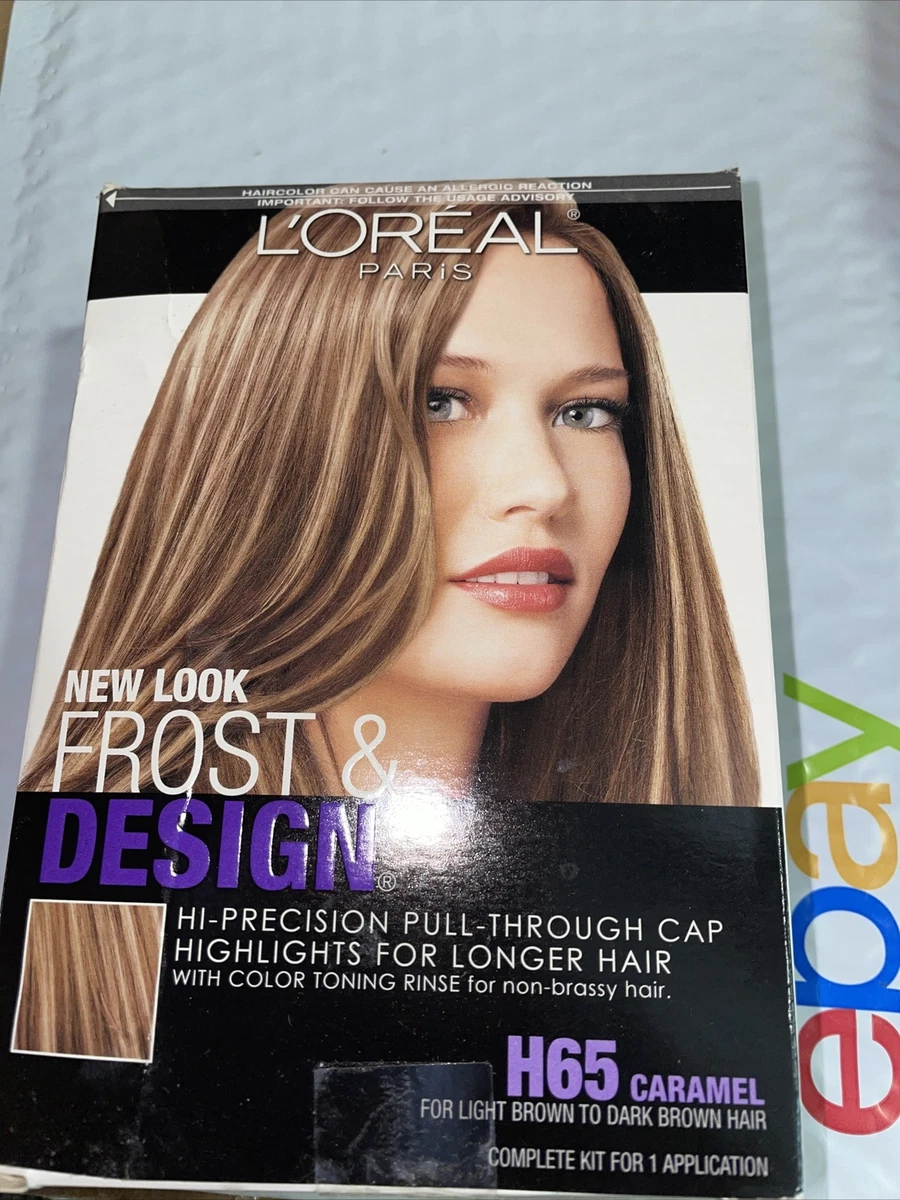 HAIRCOLOR CAN CAUSE AN ALLERGIC REACTION
IMPORTANT: FOLLOW THE USAGE ADVISORY
L'ORÉAL®
PARiS
NEW LOOK
FROST &
DESIGN®
HI-PRECISION PULL-THROUGH CAP
HIGHLIGHTS FOR LONGER HAIR
WITH COLOR TONING RINSE for non-brassy hair.
H65 CARAMEL
FOR LIGHT BROWN TO DARK BROWN HAIR
COMPLETE KIT FOR 1 APPLICATION
ebay